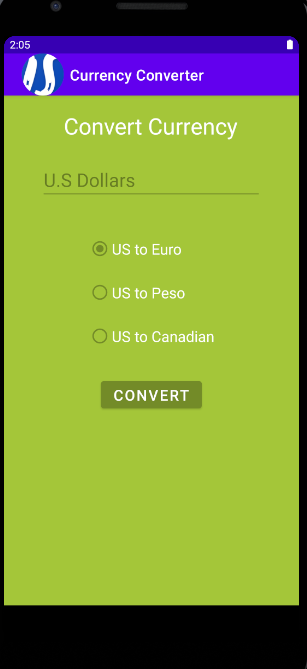 2:05
Currency Converter
Convert Currency
U.S Dollars
US to Euro
US to Peso
US to Canadian
CONVERT